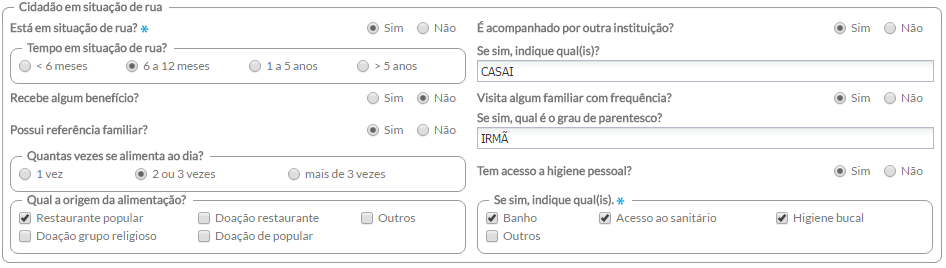 Cidadão em situação de rua
Está em situação de rua? * Sim Não
Tempo em situação de rua?
< 6 meses 6 a 12 meses 1 a 5 anos > 5 anos
Recebe algum benefício? Sim Não
Possui referência familiar? Sim Não
Quantas vezes se alimenta ao dia?
1 vez 2 ou 3 vezes mais de 3 vezes
Qual a origem da alimentação?
Restaurante popular Doação restaurante Outros
Doação grupo religioso Doação de popular
É acompanhado por outra instituição? Sim Não
Se sim, indique qual(is)?
CASAI
Visita algum familiar com frequência? Sim Não
Se sim, qual é o grau de parentesco?
IRMÃ
Tem acesso a higiene pessoal? Sim Não
Se sim, indique qual(is). *
Banho Acesso ao sanitário Higiene bucal
Outros